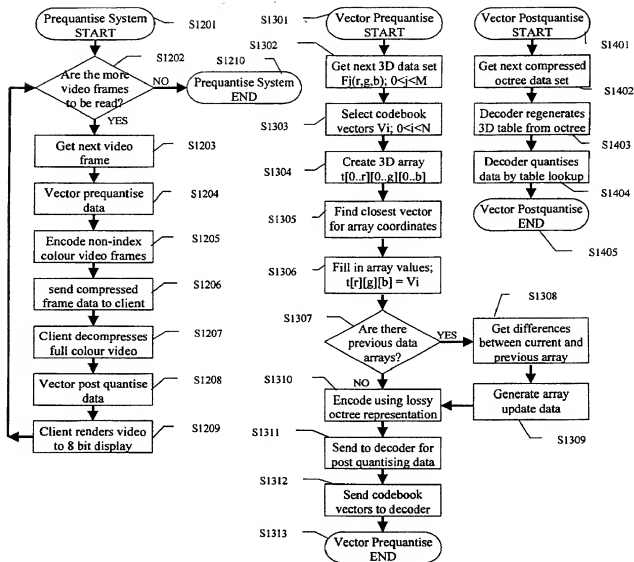 Prequantise System
START
S1201
S1202
Are the more
video frames
to be read?
NO
S1210
Prequantise System
END
YES
Get next video
frame
S1203
Vector prequantise
data
S1204
Encode non-index
colour video frames
S1205
send compressed
frame data to client
S1206
Client decompresses
full colour video
S1207
Vector post quantise
data
S1208
Client renders video
to 8 bit display
S1209
S1301
Vector Prequantise
START
S1302
Get next 3D data set
Fj(r,g,b); 0<j<M
S1303
Select codebook
vectors Vi; 0<i<N
S1304
Create 3D array
t[0..r][0..g][0..b]
S1305
Find closest vector
for array coordinates
S1306
Fill in array values;
t[r][g][b] = Vi
S1307
Are there
previous data
arrays?
YES
S1308
Get differences
between current and
previous array
Generate array
update data
S1309
NO
S1310
Encode using lossy
octree representation
S1311
Send to decoder for
post quantising data
S1312
Send codebook
vectors to decoder
S1313
Vector Prequantise
END
Vector Postquantise
START
S1401
Get next compressed
octree data set
S1402
Decoder regenerates
3D table from octree
S1403
Decoder quantises
data by table lookup
S1404
Vector Postquantise
END
S1405